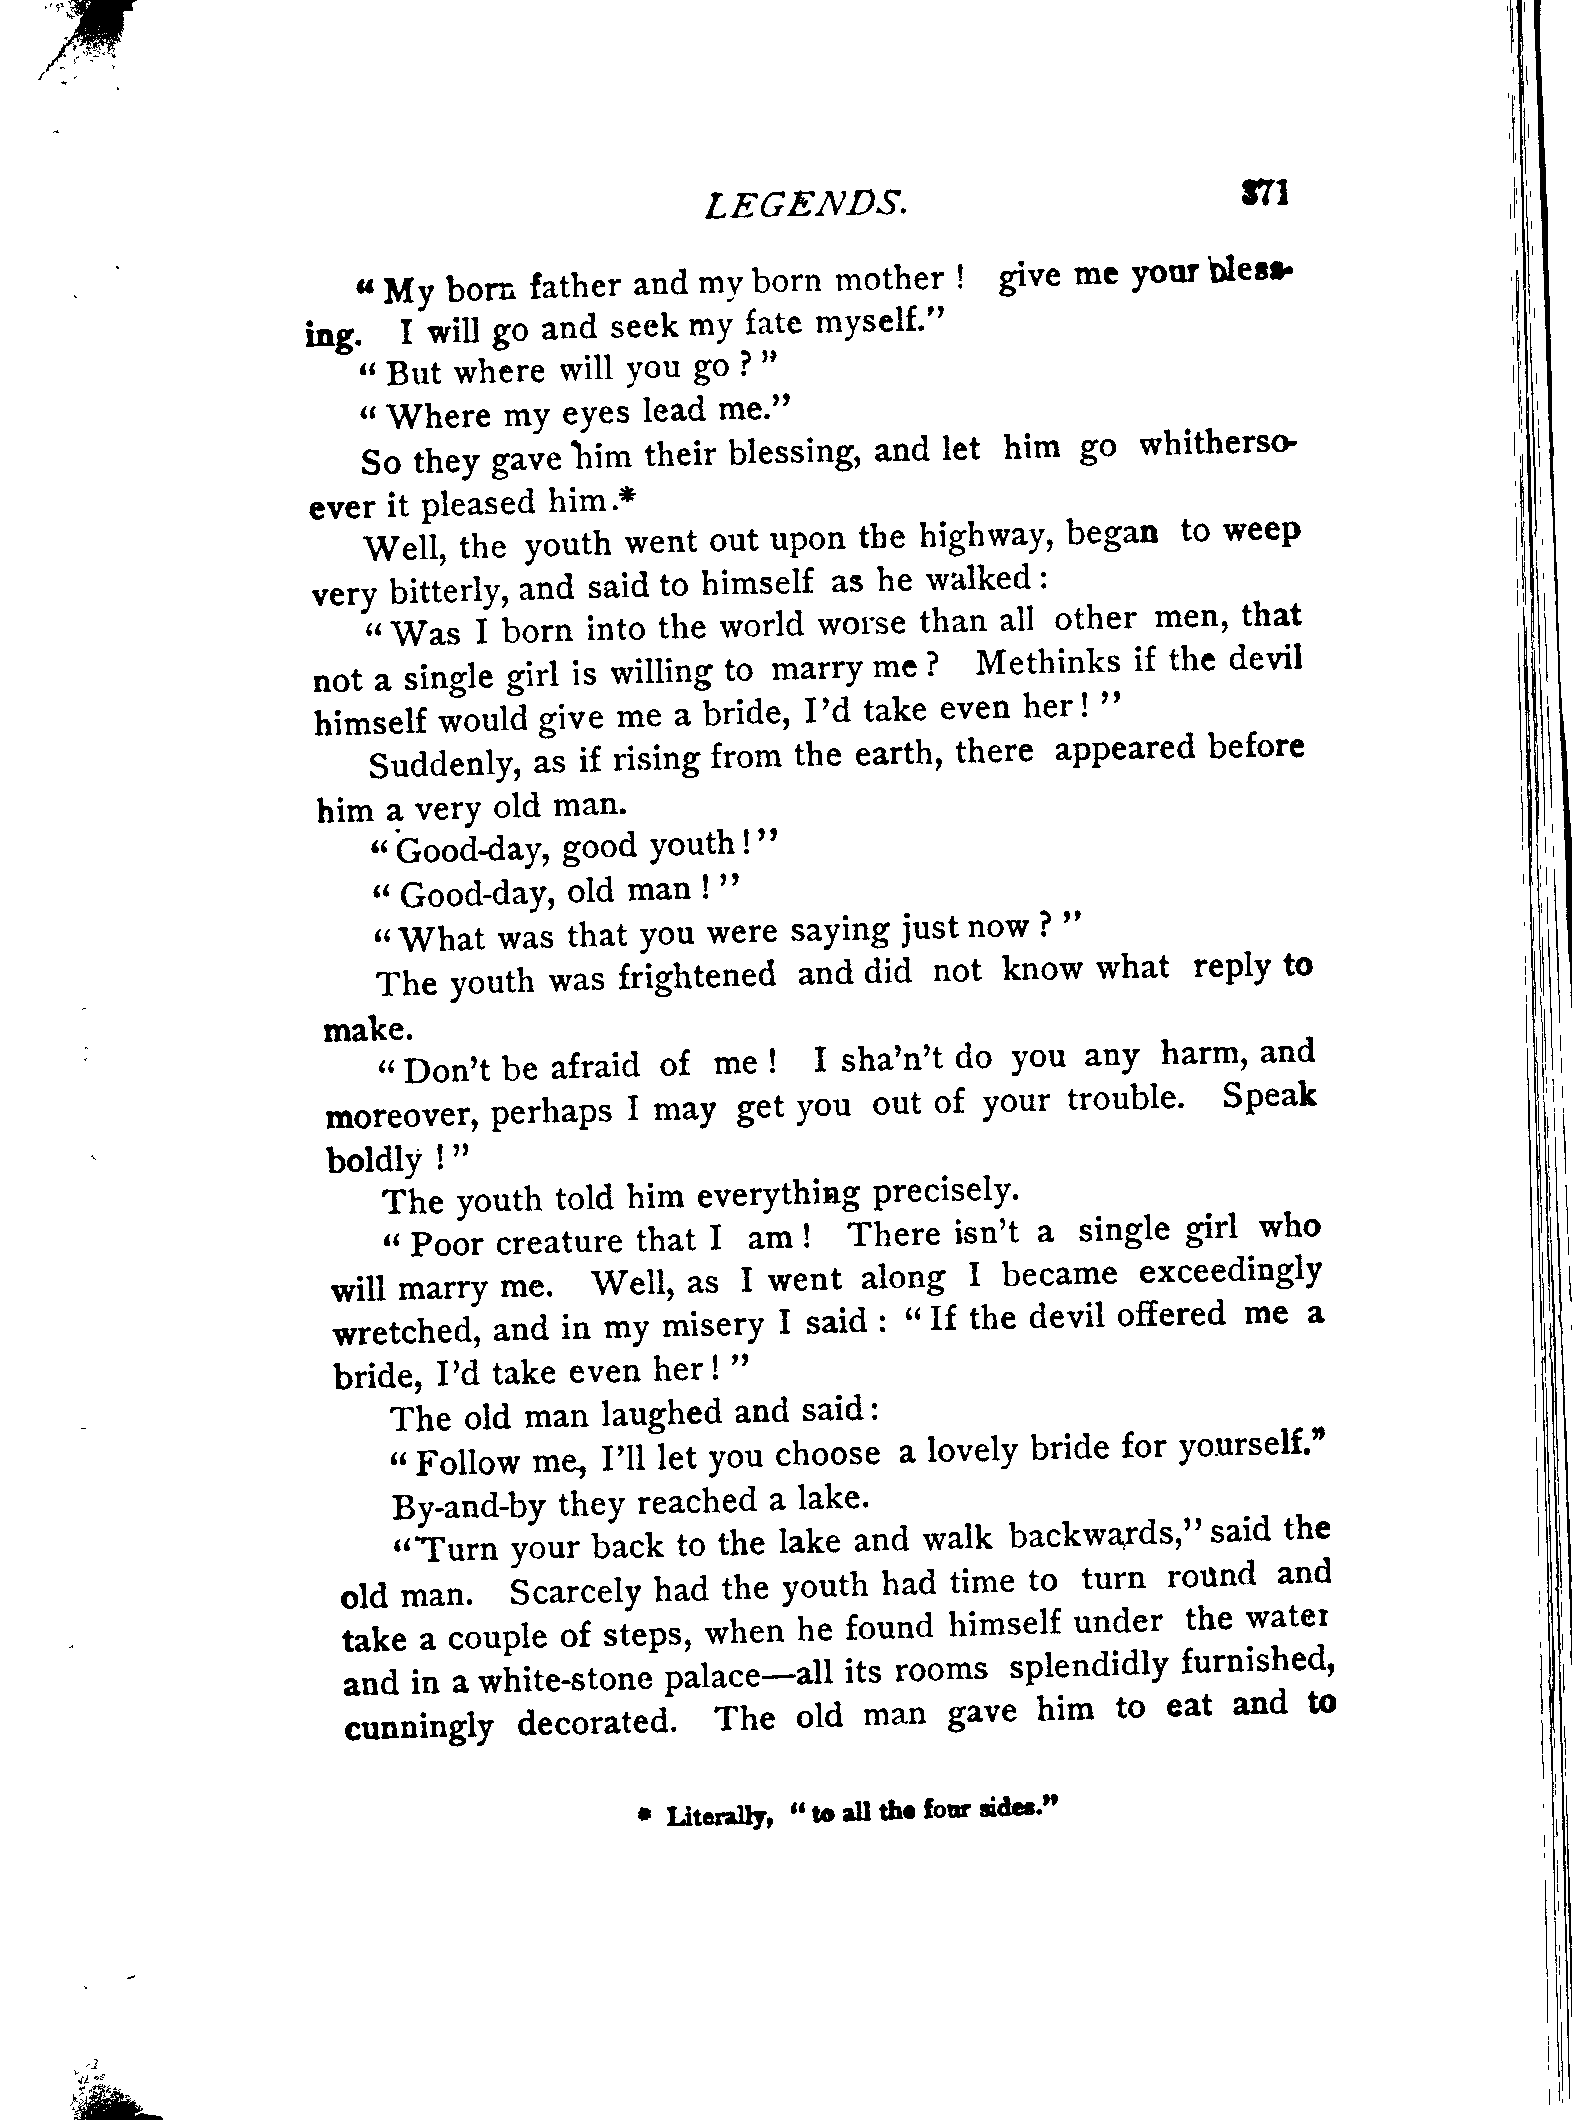 LEGENDS. 371
“ My born father and my born mother ! give me your bless-
ing. I will go and seek my fate myself.”
“ But where will you go ? ”
“ Where my eyes lead me.”
So they gave him their blessing, and let him go whitherso-
ever it pleased him.*
Well, the youth went out upon the highway, began to weep
very bitterly, and said to himself as he walked :
“ Was I born into the world worse than all other men, that
not a single girl is willing to marry me ? Methinks if the devil
himself would give me a bride, I’d take even her ! ”
Suddenly, as if rising from the earth, there appeared before
him a very old man.
“ Good-day, good youth ! ”
“ Good-day, old man ! ”
“ What was that you were saying just now ? ”
The youth was frightened and did not know what reply to
make.
“ Don’t be afraid of me ! I sha’n’t do you any harm, and
moreover, perhaps I may get you out of your trouble. Speak
boldly ! ”
The youth told him everything precisely.
“ Poor creature that I am ! There isn’t a single girl who
will marry me. Well, as I went along I became exceedingly
wretched, and in my misery I said : “ If the devil offered me a
bride, I’d take even her ! ”
The old man laughed and said :
“ Follow me, I’ll let you choose a lovely bride for yourself.”
By-and-by they reached a lake.
“ Turn your back to the lake and walk backwards,” said the
old man. Scarcely had the youth had time to turn round and
take a couple of steps, when he found himself under the water
and in a white-stone palace—all its rooms splendidly furnished,
cunningly decorated. The old man gave him to eat and to
* Literally, “ to all the four sides.”